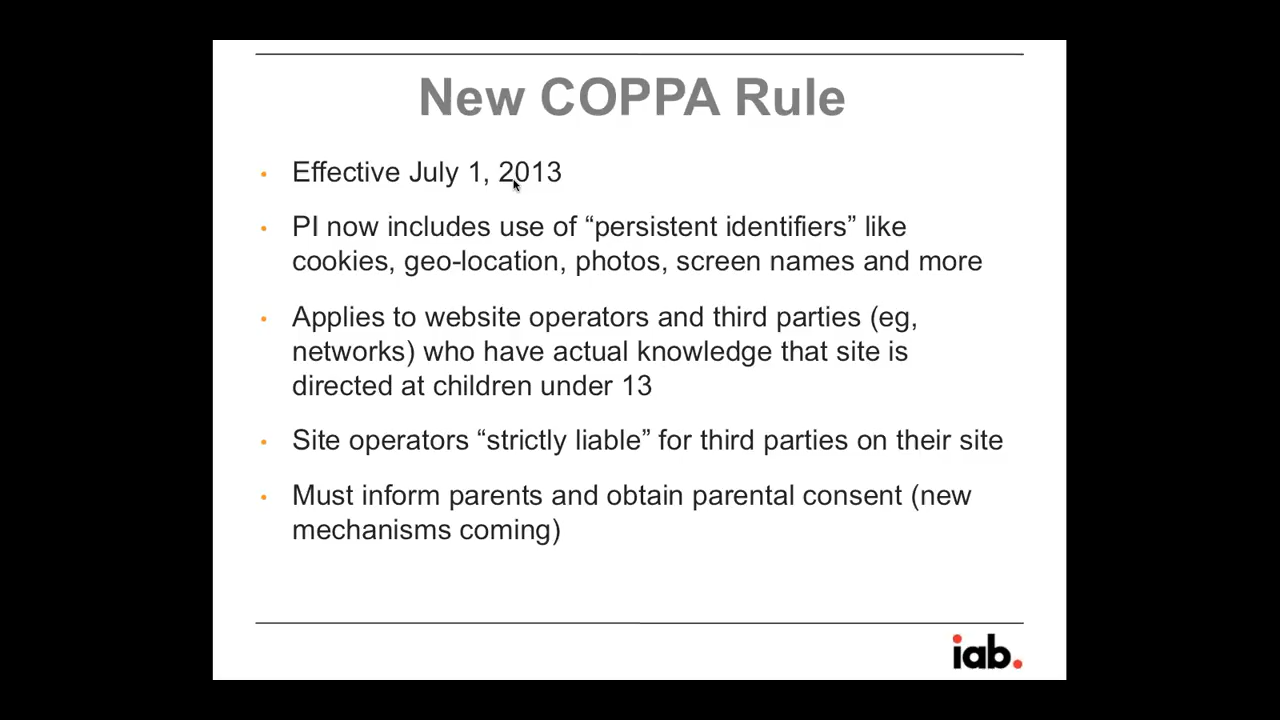 New COPPA Rule
• Effective July 1, 2013
• PI now includes use of “persistent identifiers” like
cookies, geo-location, photos, screen names and more
• Applies to website operators and third parties (eg,
networks) who have actual knowledge that site is
directed at children under 13
• Site operators “strictly liable” for third parties on their site
• Must inform parents and obtain parental consent (new
mechanisms coming)
iab.